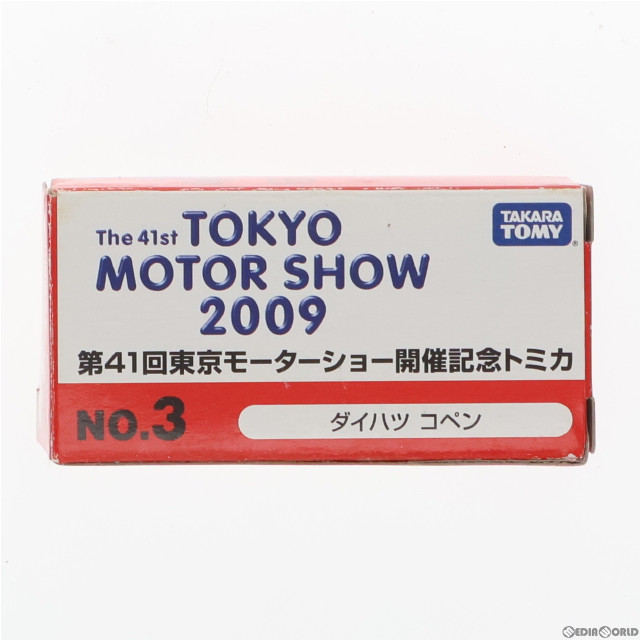 The 41st TOKYO
MOTOR SHOW
2009
TAKARA
TOMY
第41回東京モーターショー開催記念トミカ
NO.3
ダイハツ コペン
MEDIAWORLD